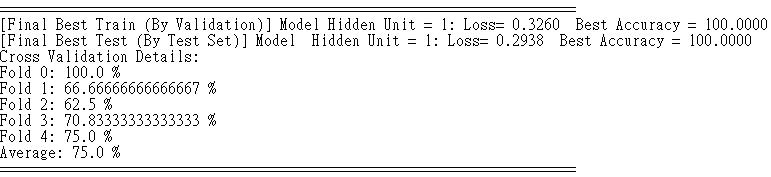 [Final Best Train (By Validation)] Model Hidden Unit = 1: Loss= 0.3260  Best Accuracy = 100.0000
[Final Best Test (By Test Set)] Model  Hidden Unit = 1: Loss= 0.2938  Best Accuracy = 100.0000
Cross Validation Details:
Fold 0: 100.0 %
Fold 1: 66.66666666666667 %
Fold 2: 62.5 %
Fold 3: 70.83333333333333 %
Fold 4: 75.0 %
Average: 75.0 %